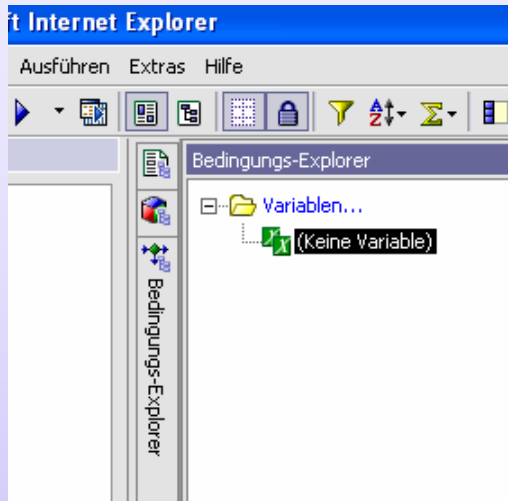 ft Internet Explorer
Ausführen Extras Hilfe
Bedingungs-Explorer
Variablen...
(Keine Variable)
Bedingungs-Explorer